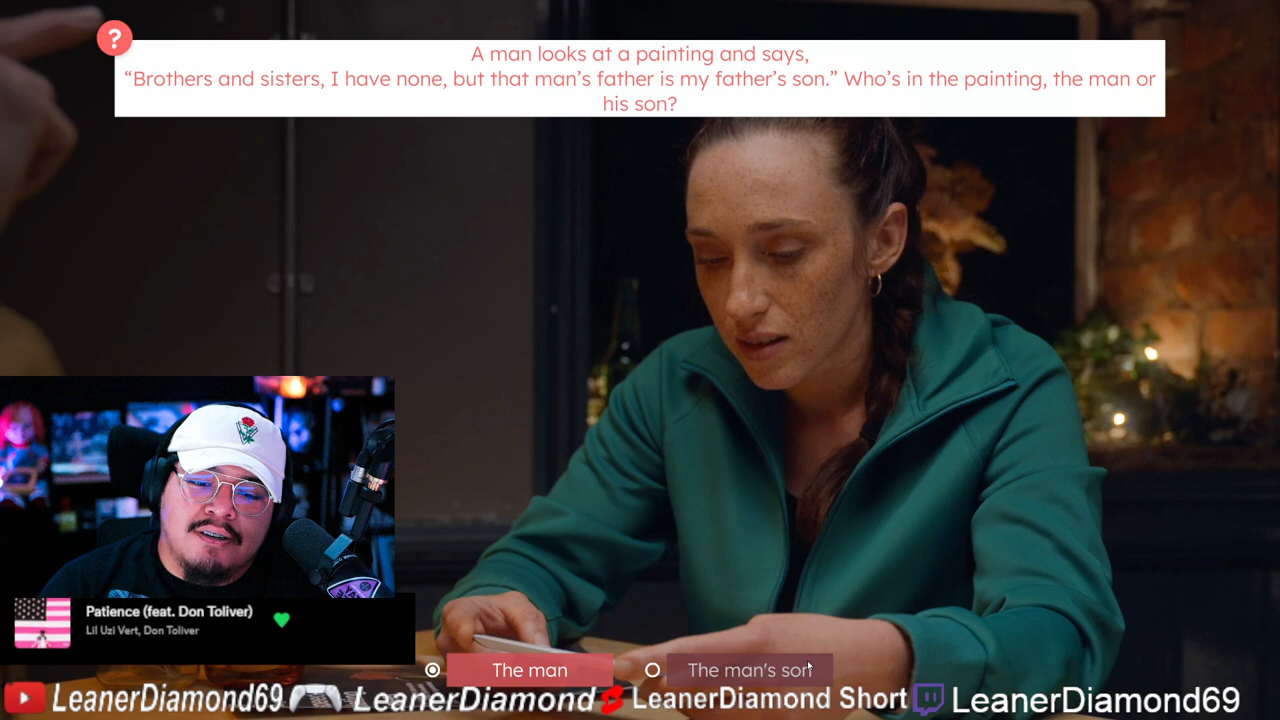 ?
A man looks at a painting and says,
“Brothers and sisters, I have none, but that man’s father is my father’s son.” Who’s in the painting, the man or
his son?
Patience (feat. Don Toliver)
Lil Uzi Vert, Don Toliver
The man
The man's son
LeanerDiamond69 LeanerDiamond LeanerDiamond Short LeanerDiamond69